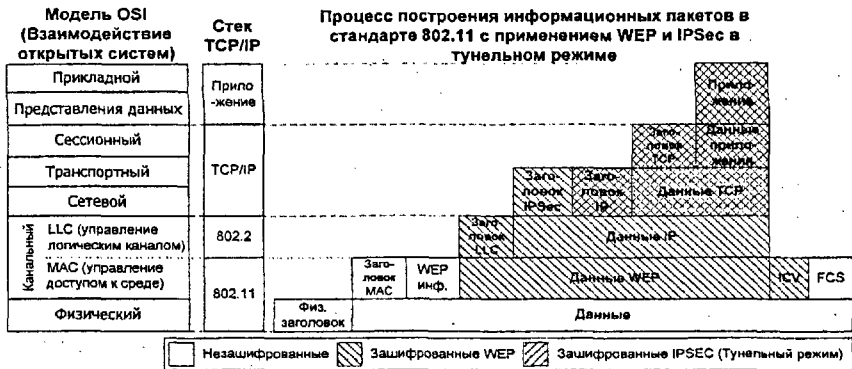 Модель OSI
(Взаимодействие
открытых систем)
Стек
TCP/IP
Процесс построения информационных пакетов в
стандарте 802.11 с применением WEP и IPSec в
тунельном режиме
Прикладной
Представления данных
Прило
-жение
Прило-
жение
Сессионный
Транспортный
Сетевой
TCP/IP
Заго-
ловок
TCP
Данные
прило-
жения
Заго-
ловок
IPSec
Заго-
ловок
IP
Данные TCP
Канальный
LLC (управление
логическим каналом)
802.2
Заго
ловок
LLC
Данные IP
MAC (управление
доступом к среде)
802.11
Заго-
ловок
MAC
WEP
инф.
Данные WEP
ICV
FCS
Физический
Физ.
заголовок
Данные
Незашифрованные
Зашифрованные WEP
Зашифрованные IPSEC (Тунельный режим)